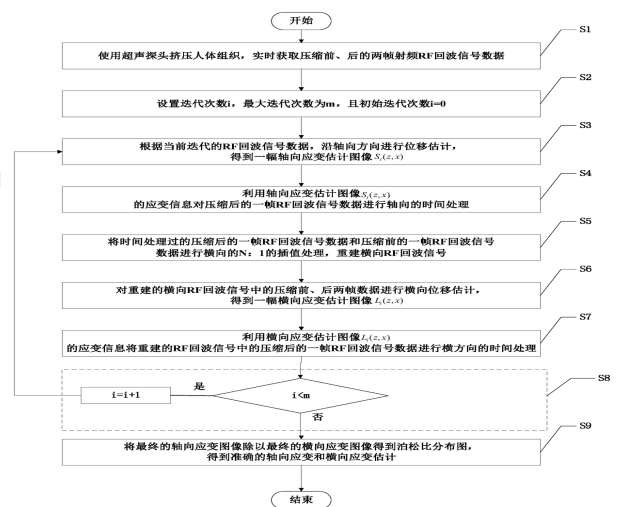 开始
S1
使用超声探头挤压人体组织，实时获取压缩前、后的两帧射频RF回波信号数据
S2
设置迭代次数i，最大迭代次数为m，且初始迭代次数i=0
S3
根据当前迭代的RF回波信号数据，沿轴向方向进行位移估计，
得到一幅轴向应变估计图像Si(z,x)
S4
利用轴向应变估计图像Si(z,x)
的应变信息对压缩后的一帧RF回波信号数据进行轴向的时间处理
S5
将时间处理过的压缩后的一帧RF回波信号数据和压缩前的一帧RF回波信号
数据进行横向的N：1的插值处理，重建横向RF回波信号
S6
对重建的横向RF回波信号中的压缩前、后两帧数据进行横向位移估计，
得到一幅横向应变估计图像Li(z,x)
S7
利用横向应变估计图像Li(z,x)
的应变信息将重建的RF回波信号中的压缩后的一帧RF回波信号数据进行横方向的时间处理
S8
i=i+1
是
i<m
否
S9
将最终的轴向应变图像除以最终的横向应变图像得到泊松比分布图，
得到准确的轴向应变和横向应变估计
结束